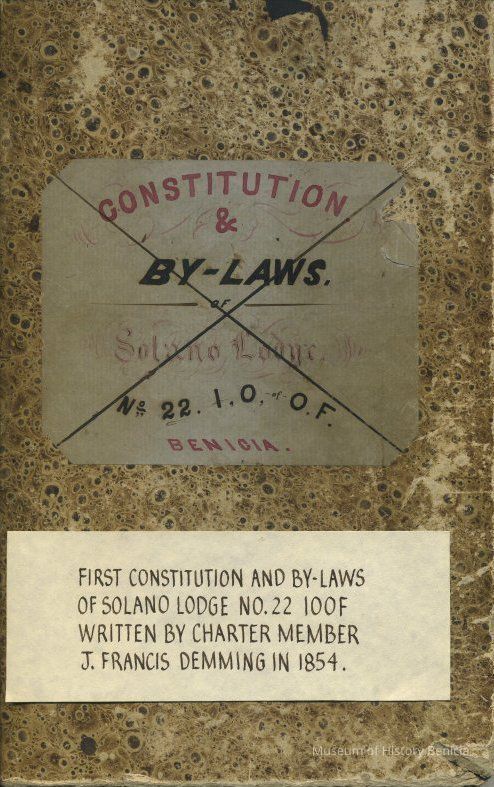 CONSTITUTION
&
BY-LAWS.
OF
Solano Lodge,
No 22. I.O. of O.F.
BENICIA.
FIRST CONSTITUTION AND BY-LAWS
OF SOLANO LODGE NO.22 IOOF
WRITTEN BY CHARTER MEMBER
J. FRANCIS DEMMING IN 1854.
Museum of History Benicia